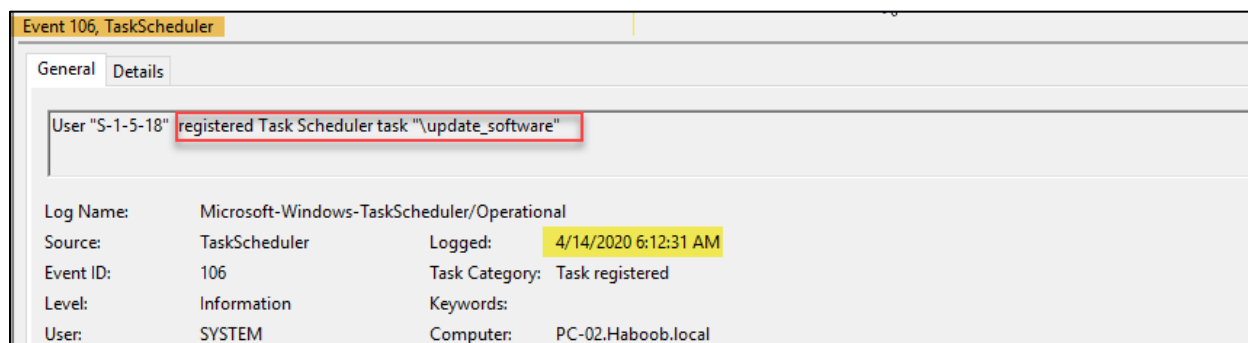 Event 106, TaskScheduler
General Details
User "S-1-5-18" registered Task Scheduler task "\update_software"
Log Name: Microsoft-Windows-TaskScheduler/Operational
Source: TaskScheduler Logged: 4/14/2020 6:12:31 AM
Event ID: 106 Task Category: Task registered
Level: Information Keywords:
User: SYSTEM Computer: PC-02.Haboob.local